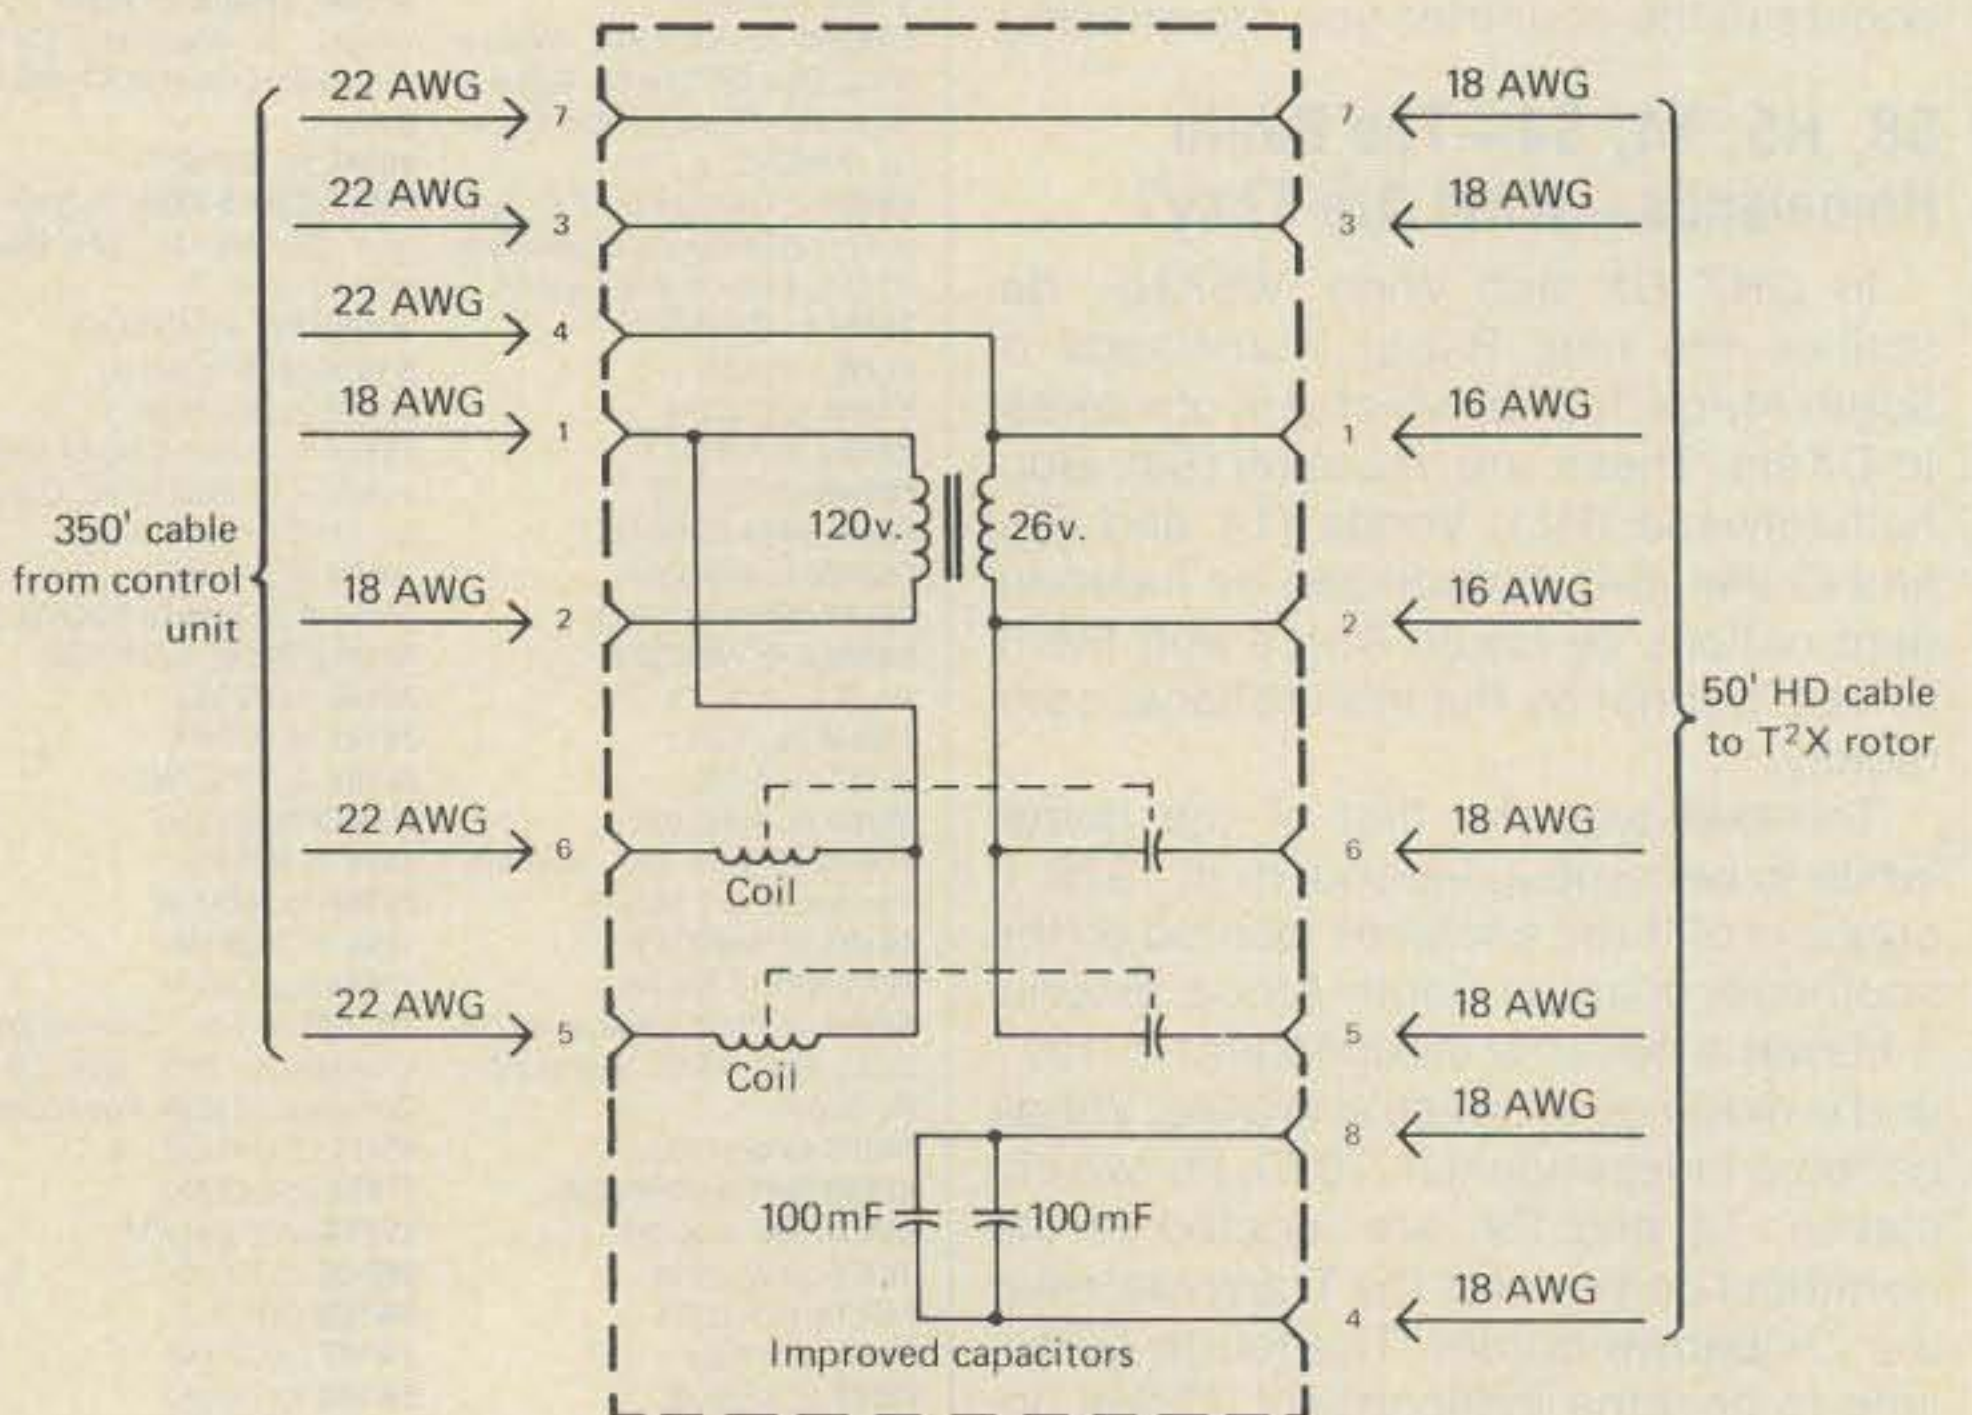 22 AWG 7 7 18 AWG
22 AWG 3 3 18 AWG
22 AWG 4
18 AWG 1 1 16 AWG
120v. 26v.
350' cable
from control
unit
18 AWG 2 2 16 AWG
50' HD cable
to T²X rotor
22 AWG 6 6 18 AWG
Coil
22 AWG 5 5 18 AWG
Coil
8 18 AWG
100mF 100mF
4 18 AWG
Improved capacitors